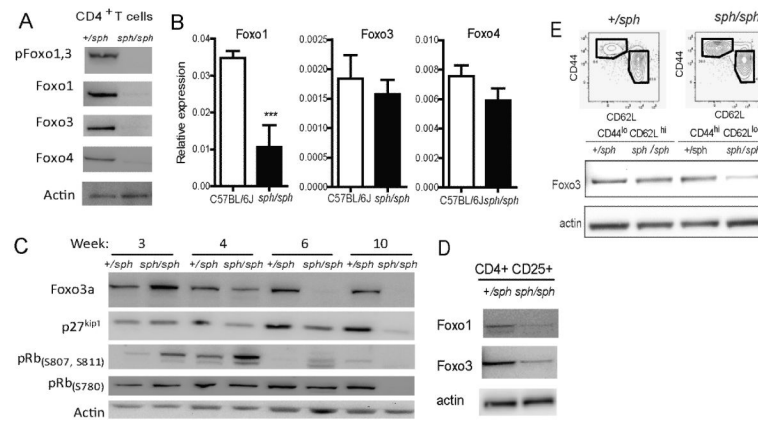 A
CD4 + T cells
+/sph sph/sph
pFoxo1,3
Foxo1
Foxo3
Foxo4
Actin
B
Foxo1
Foxo3
Foxo4
Relative expression
0.04
0.03
0.02
0.01
0.00
***
C57BL/6J sph/sph
0.0025
0.0020
0.0015
0.0010
0.0005
0.0000
C57BL/6J sph/sph
0.010
0.008
0.006
0.004
0.002
0.000
C57BL/6J sph/sph
C
Week: 3 4 6 10
+/sph sph/sph +/sph sph/sph +/sph sph/sph +/sph sph/sph
Foxo3a
p27kip1
pRb(S807, S811)
pRb(S780)
Actin
D
CD4+ CD25+
+/sph sph/sph
Foxo1
Foxo3
actin
E
+/sph sph/sph
CD44 CD44
CD62L CD62L
CD44lo CD62Lhi CD44hi CD62Llo
+/sph sph/sph +/sph sph/sph
Foxo3
actin